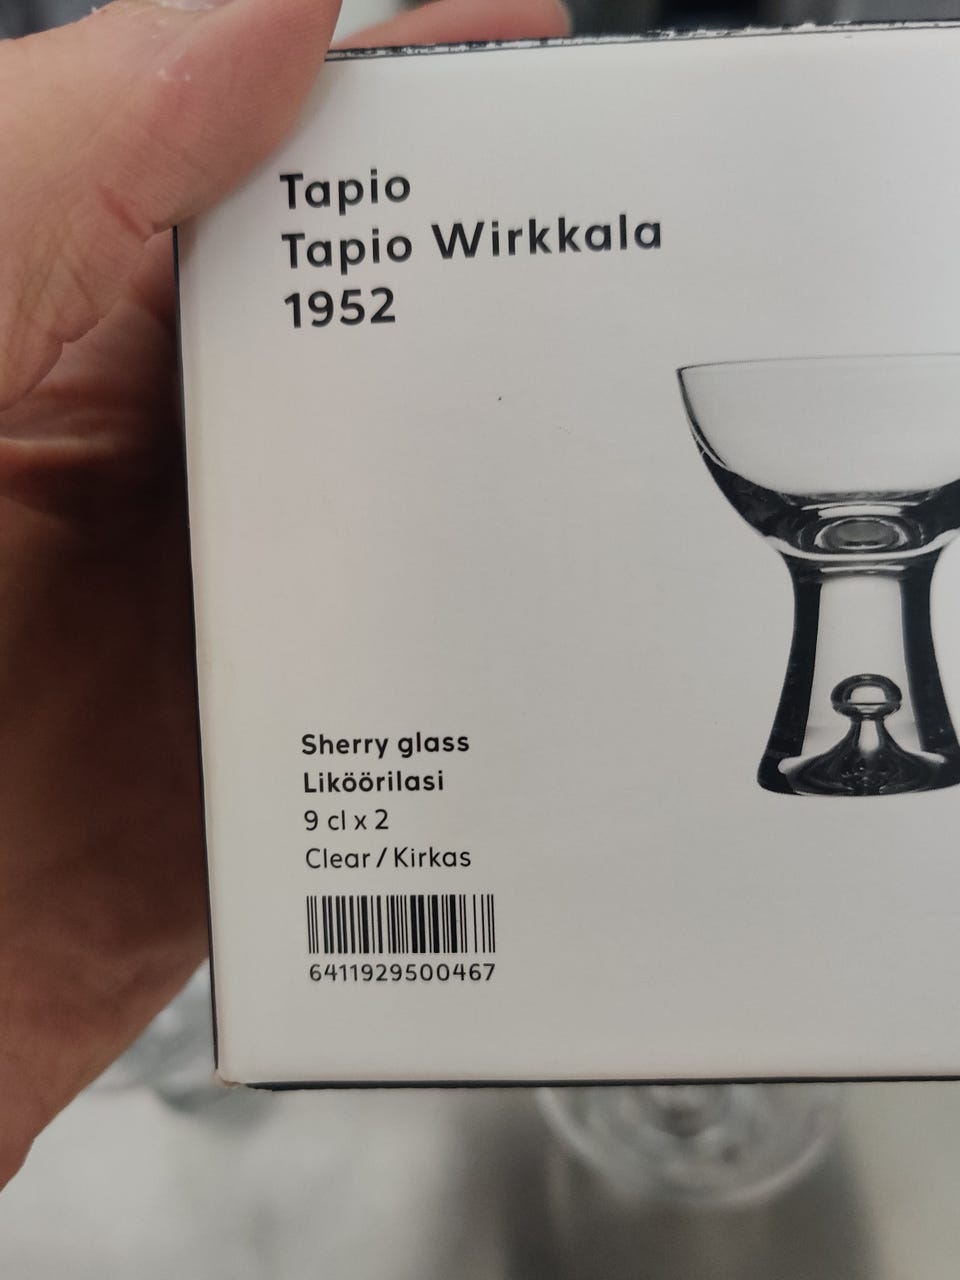 Tapio
Tapio Wirkkala
1952
Sherry glass
Liköörilasi
9 cl x 2
Clear / Kirkas
6411929500467